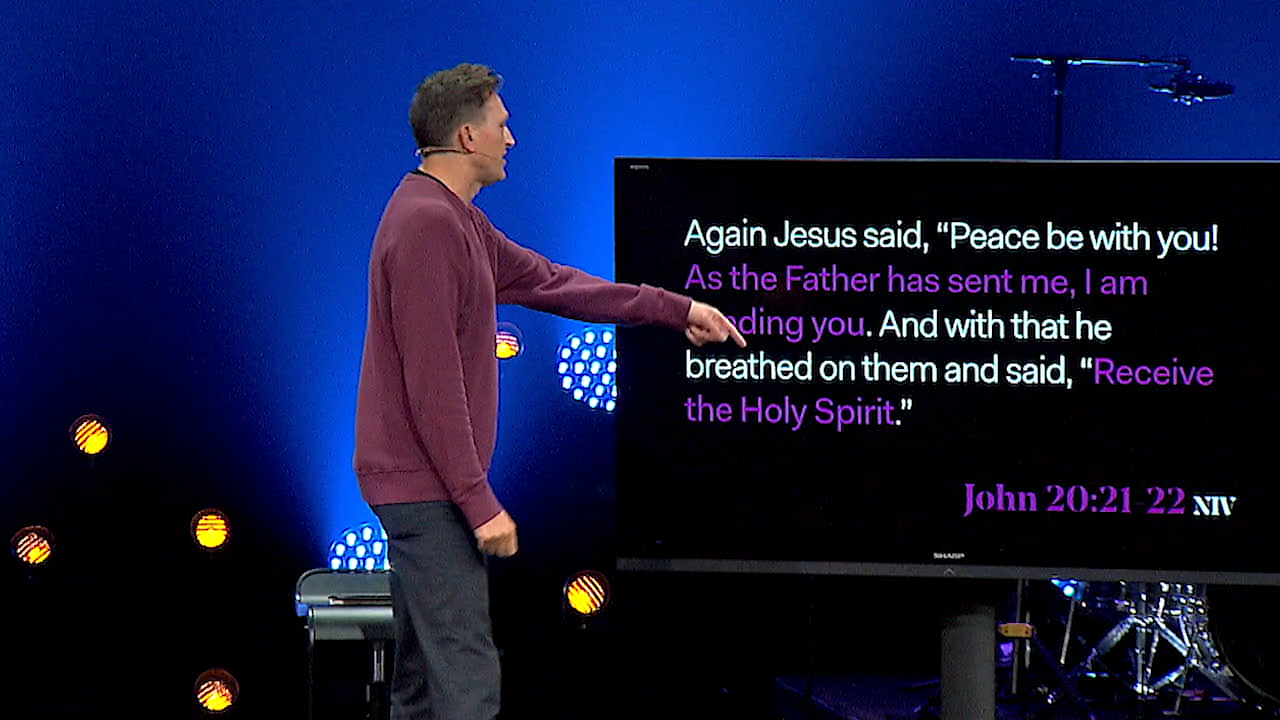 Again Jesus said, “Peace be with you!
As the Father has sent me, I am
ding you. And with that he
breathed on them and said, “Receive
the Holy Spirit.”
John 20:21-22 NIV
SHARP